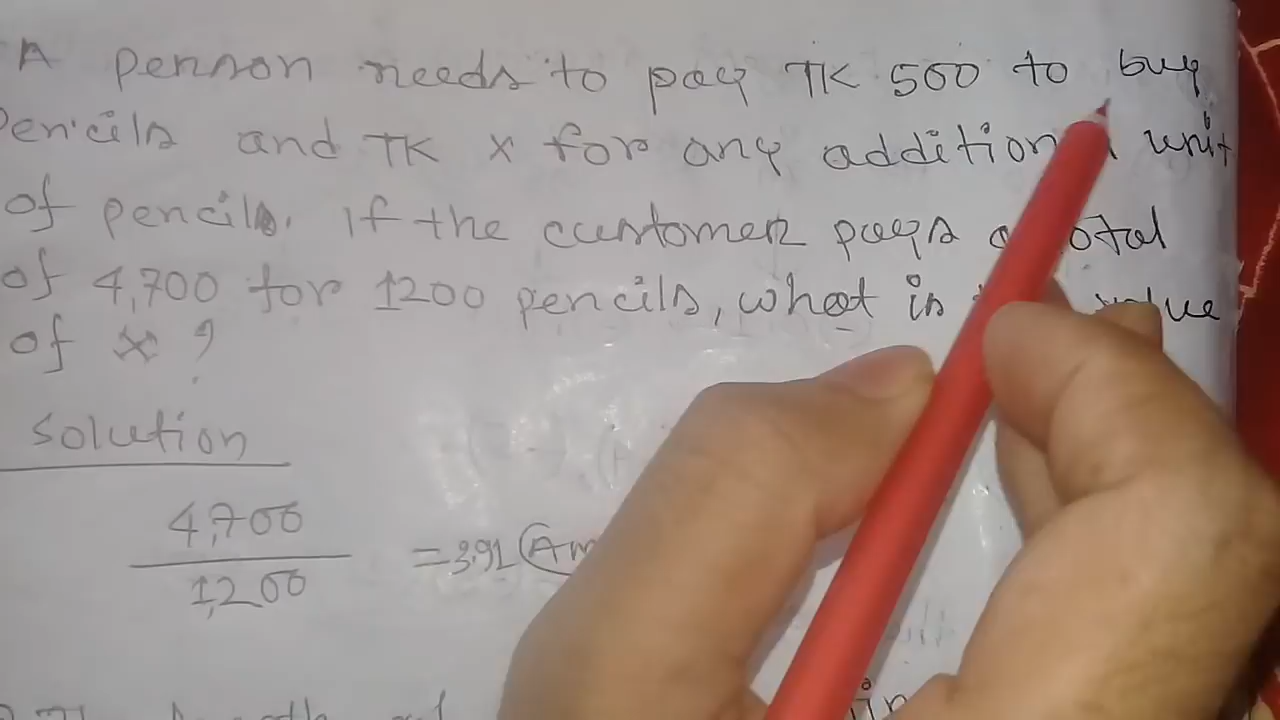 A person needs to pay TK 500 to buy
Pencils and TK x for any addition unit
of pencils. If the customer pays a total
of 4,700 for 1200 pencils, what is value
of x ?
Solution
4,700
1,200
=3.91 An